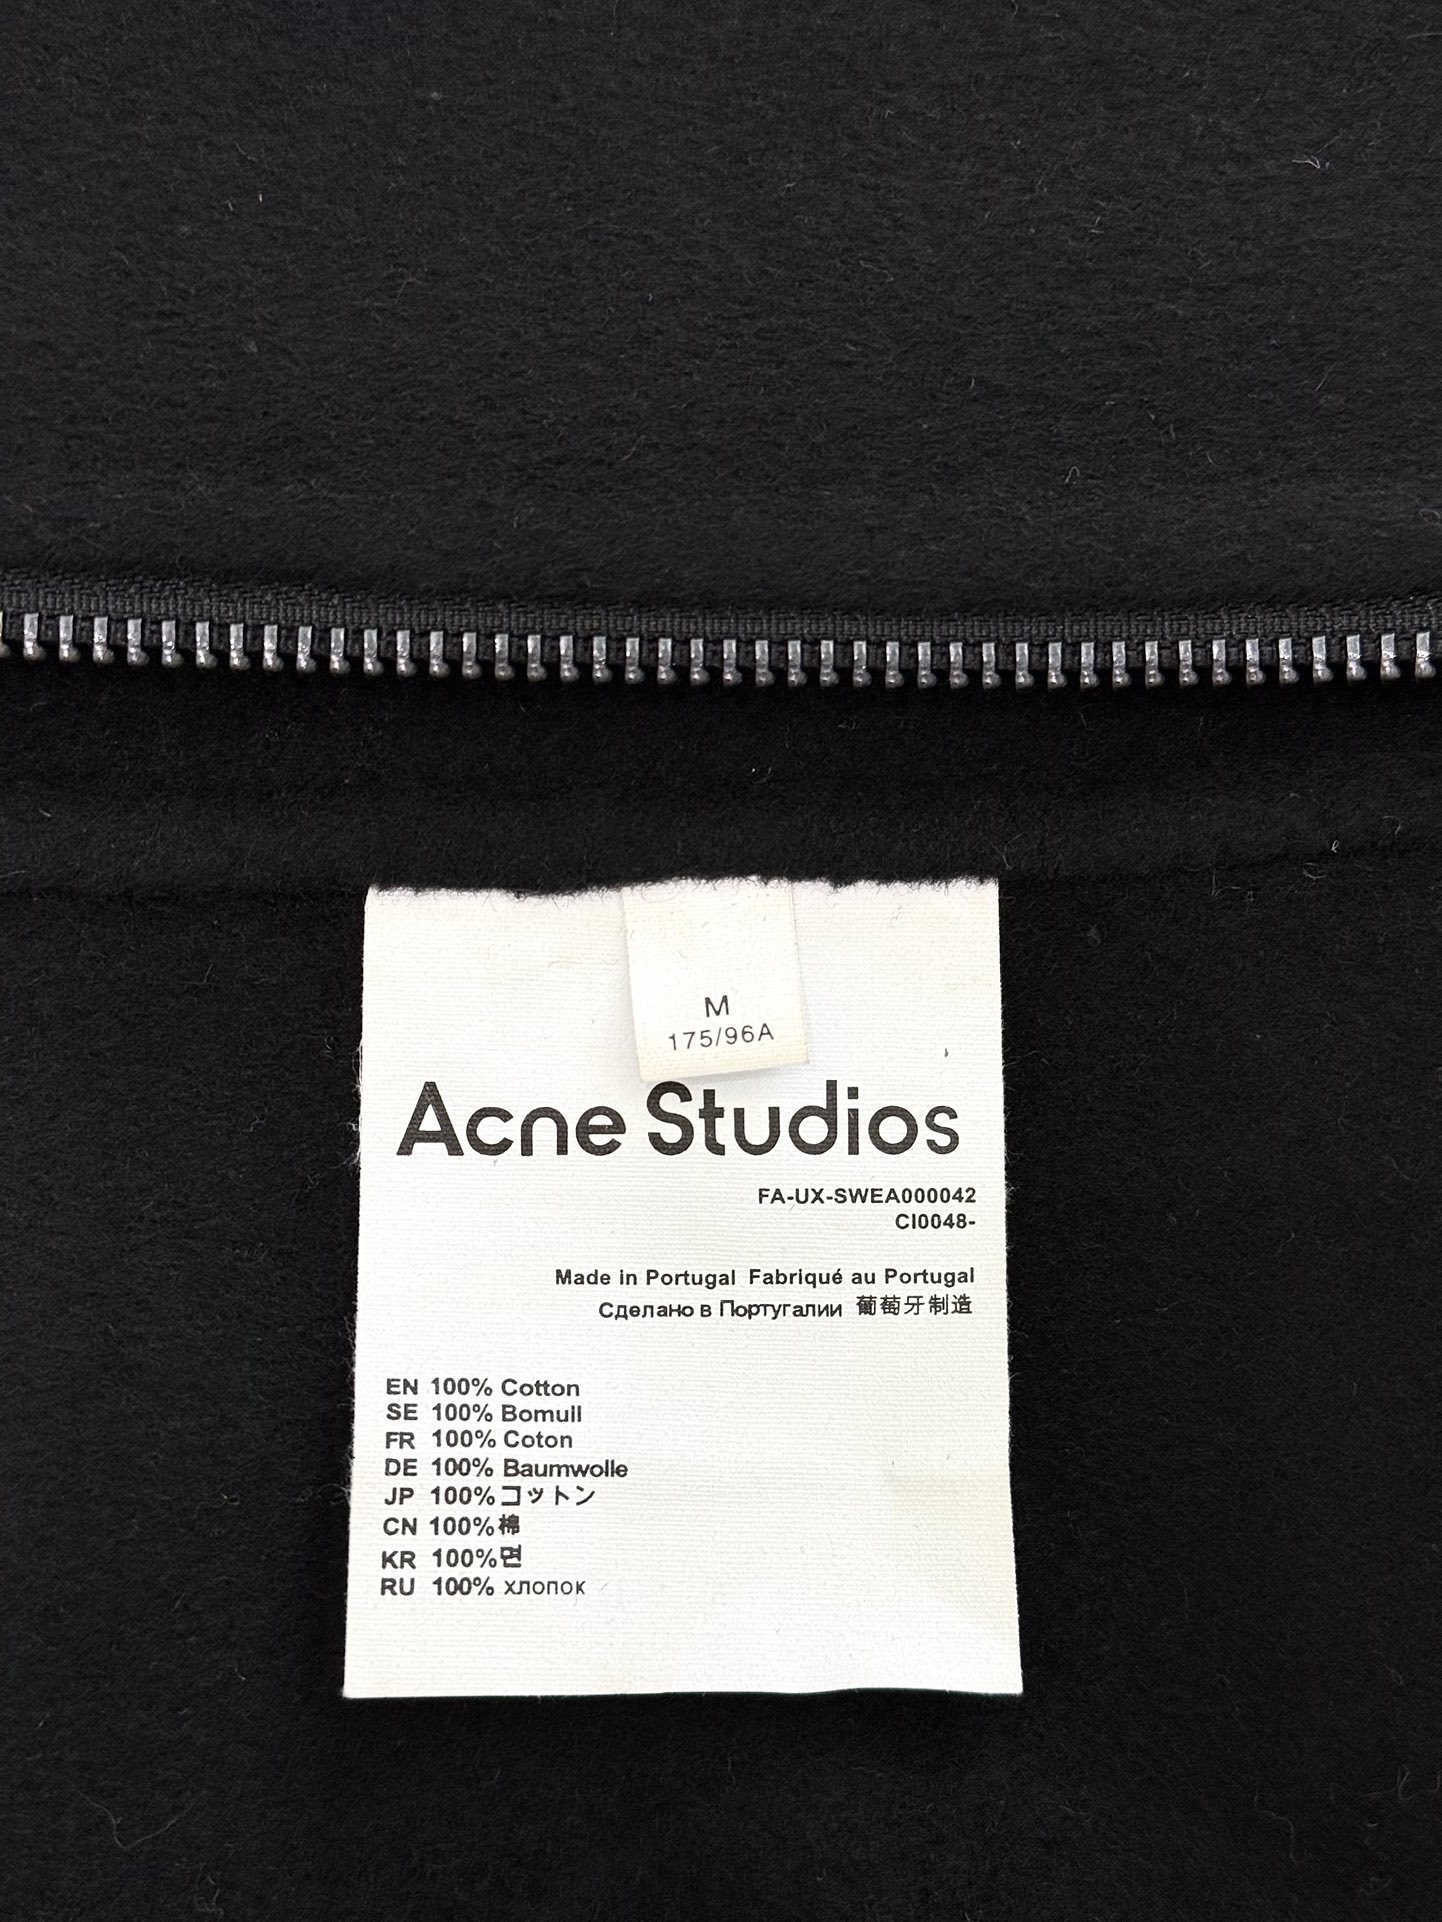 M
175/96A
Acne Studios
FA-UX-SWEA000042
CI0048-
Made in Portugal Fabriqué au Portugal
Сделано в Португалии 葡萄牙制造
EN 100% Cotton
SE 100% Bomull
FR 100% Coton
DE 100% Baumwolle
JP 100%コットン
CN 100%棉
KR 100%면
RU 100% хлопок